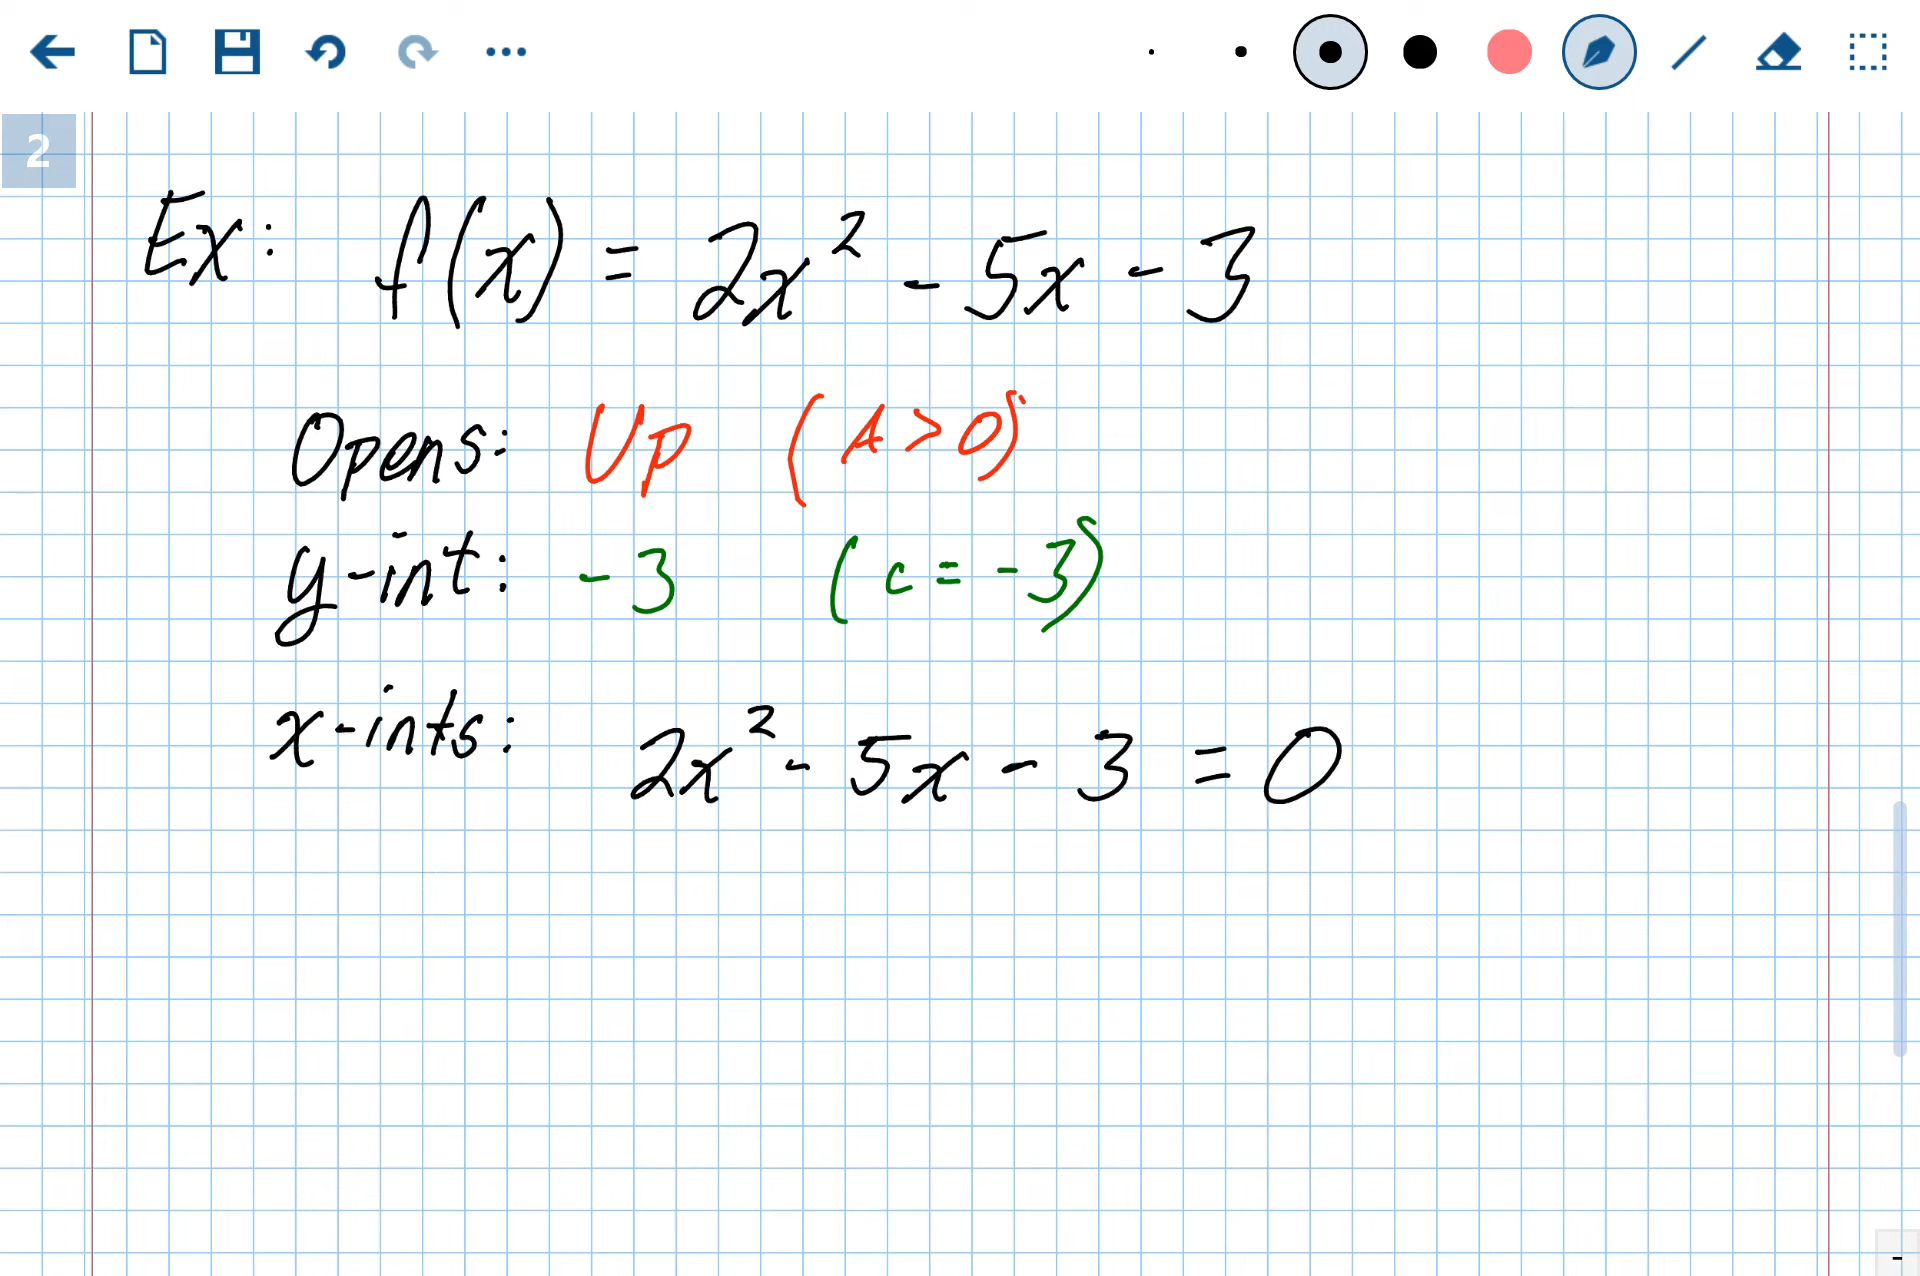 2
Ex: f(x) = 2x² - 5x - 3
Opens: Up (A > 0)
y-int: -3 (c = -3)
x-ints: 2x² - 5x - 3 = 0